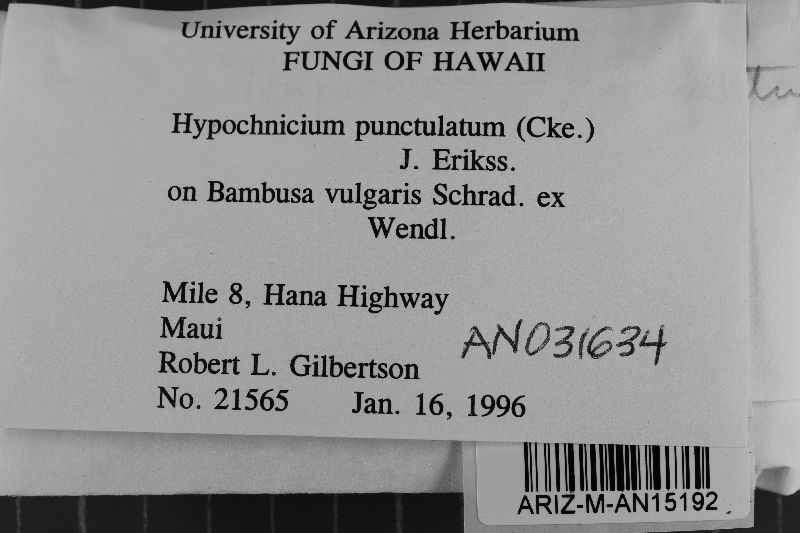 University of Arizona Herbarium
FUNGI OF HAWAII
Hypochnicium punctulatum (Cke.)
J. Erikss.
on Bambusa vulgaris Schrad. ex
Wendl.
Mile 8, Hana Highway
Maui
Robert L. Gilbertson
No. 21565 Jan. 16, 1996
AN031634
ARIZ-M-AN15192